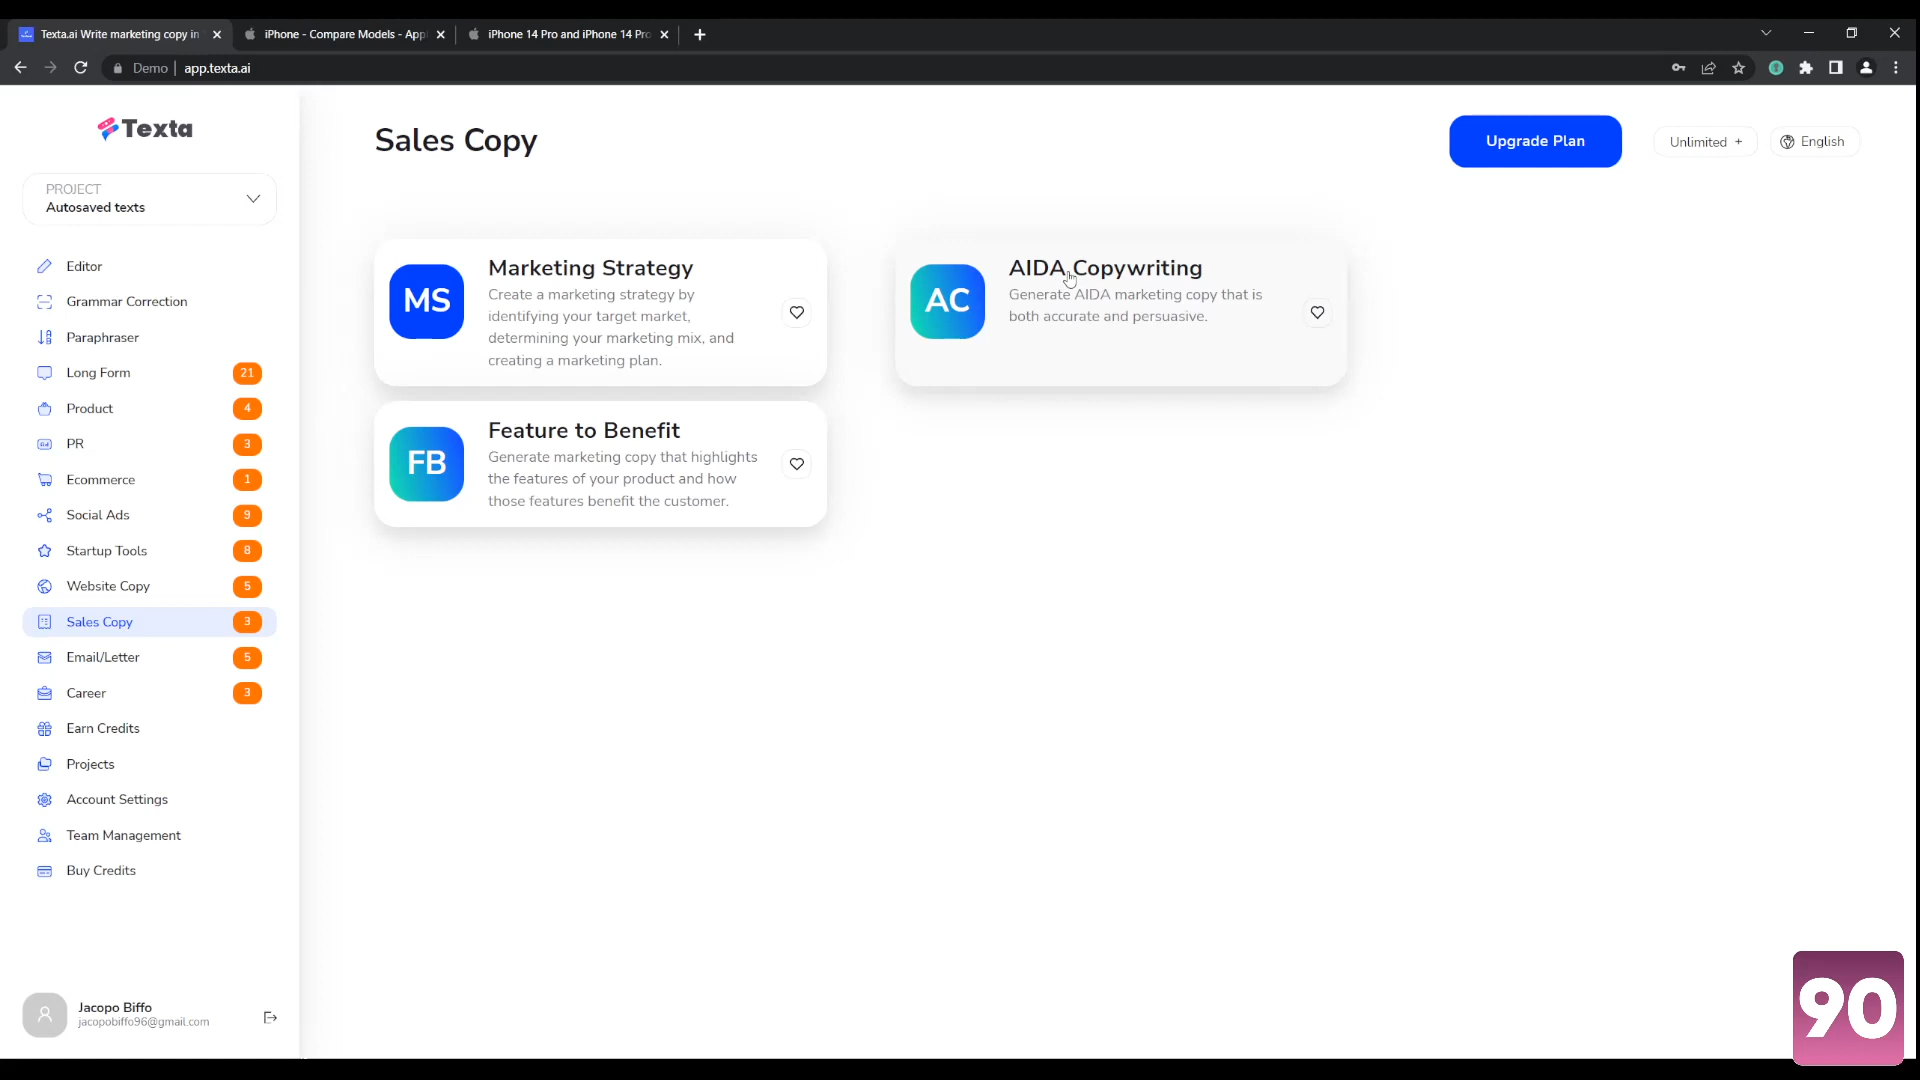 Texta.ai Write marketing copy in
iPhone - Compare Models - App
iPhone 14 Pro and iPhone 14 Pro
Demo
app.texta.ai
Texta
PROJECT
Autosaved texts
Editor
Grammar Correction
Paraphraser
Long Form 21
Product 4
PR 3
Ecommerce 1
Social Ads 9
Startup Tools 8
Website Copy 5
Sales Copy 3
Email/Letter 5
Career 3
Earn Credits
Projects
Account Settings
Team Management
Buy Credits
Jacopo Biffo
jacopobiffo96@gmail.com
Sales Copy
Upgrade Plan
Unlimited +
English
MS
Marketing Strategy
Create a marketing strategy by
identifying your target market,
determining your marketing mix, and
creating a marketing plan.
AC
AIDA Copywriting
Generate AIDA marketing copy that is
both accurate and persuasive.
FB
Feature to Benefit
Generate marketing copy that highlights
the features of your product and how
those features benefit the customer.
90